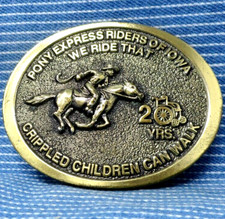 PONY EXPRESS RIDERS OF IOWA
WE RIDE THAT
20
YRS.
CRIPPLED CHILDREN CAN WALK